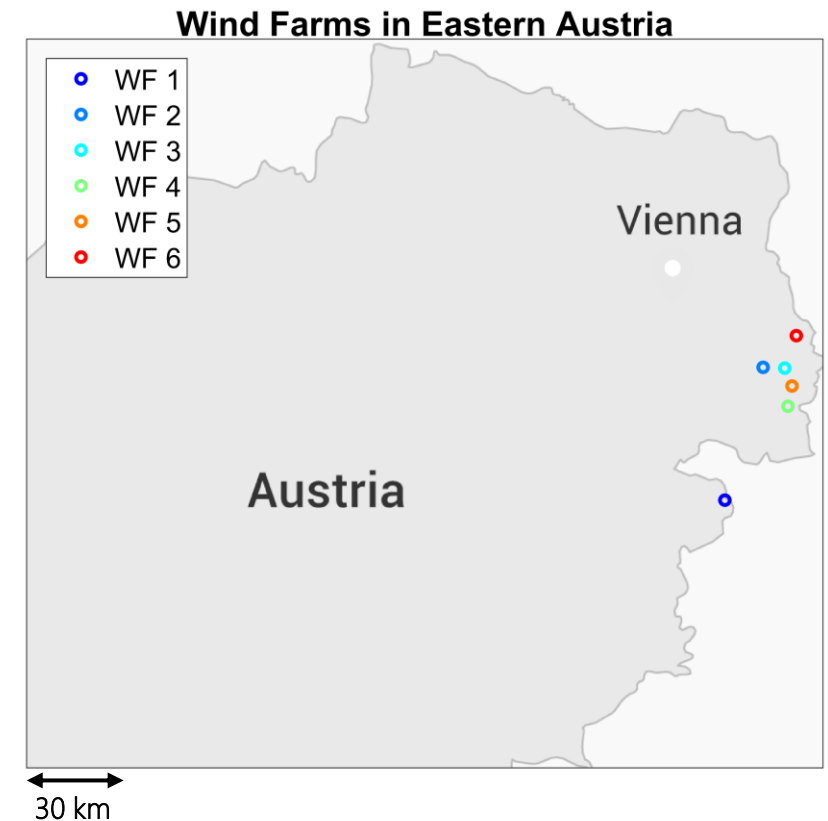 Wind Farms in Eastern Austria
WF 1
WF 2
WF 3
WF 4
WF 5
WF 6
Vienna
Austria
30 km